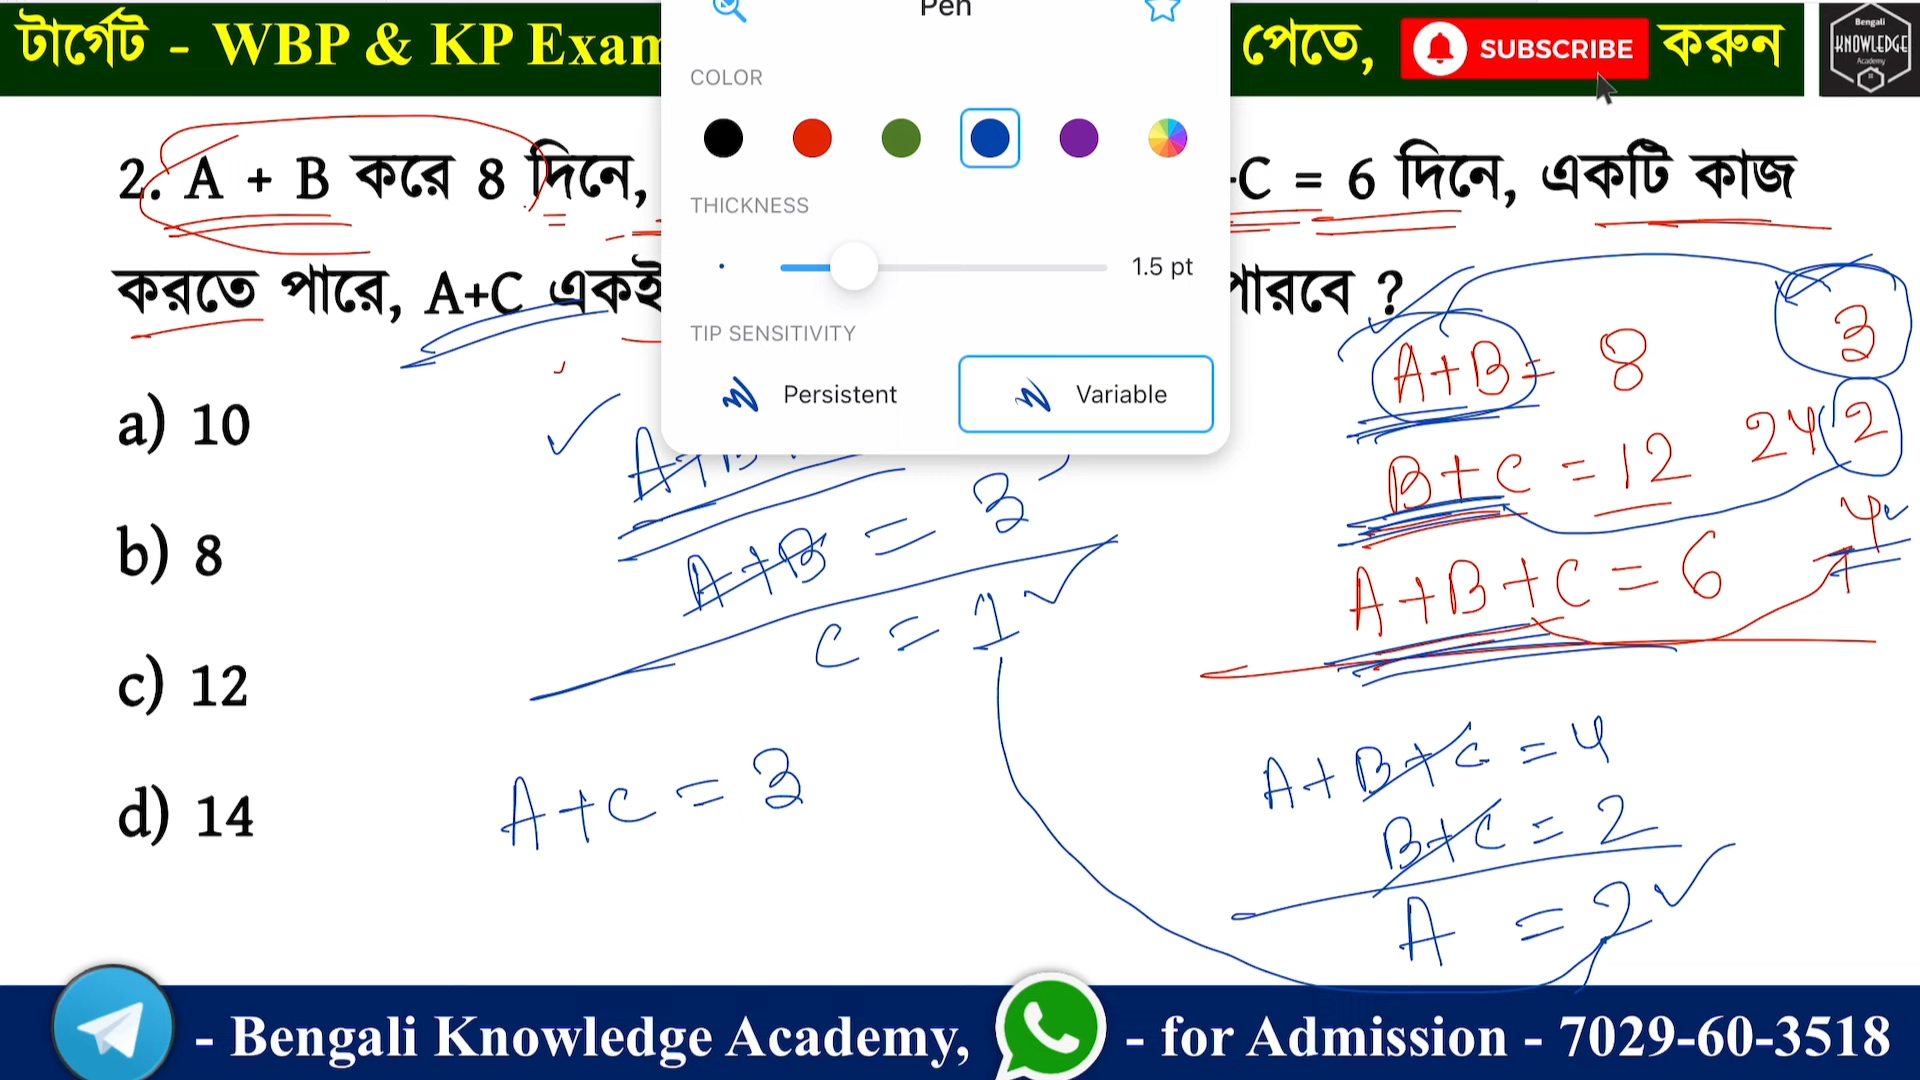 টার্গেট - WBP & KP Exam পেতে, SUBSCRIBE করুন
Bengali
KNOWLEDGE
Academy
Pen
COLOR
THICKNESS
1.5 pt
TIP SENSITIVITY
Persistent Variable
2. A + B করে 8 দিনে, C = 6 দিনে, একটি কাজ
করতে পারে, A+C একই পারবে ?
a) 10
b) 8
c) 12
d) 14
A+B = 3
C = 1
A+C = 3
A+B = 8
B+C = 12
A+B+C = 6
24
3
2
4
A+B+C = 4
B+C = 2
A = 2
- Bengali Knowledge Academy, - for Admission - 7029-60-3518